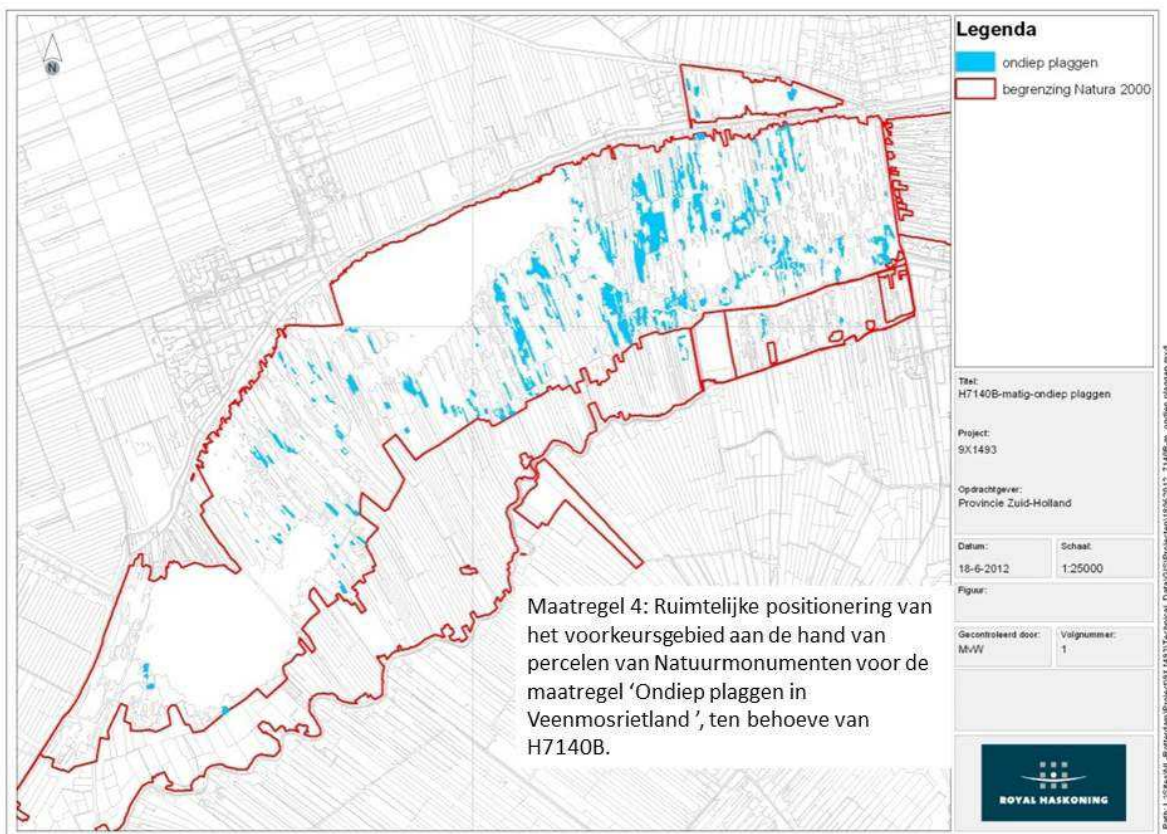 N
Legenda
ondiep plaggen
begrenzing Natura 2000
Maatregel 4: Ruimtelijke positionering van
het voorkeursgebied aan de hand van
percelen van Natuurmonumenten voor de
maatregel ‘Ondiep plaggen in
Veenmosrietland ’, ten behoeve van
H7140B.
Titel:
H7140B-matig-ondiep plaggen
Project:
9X1493
Opdrachtgever:
Provincie Zuid-Holland
Datum:
18-6-2012
Schaal:
1:25000
Figuur:
Gecontroleerd door:
MvW
Volgnummer:
1
ROYAL HASKONING